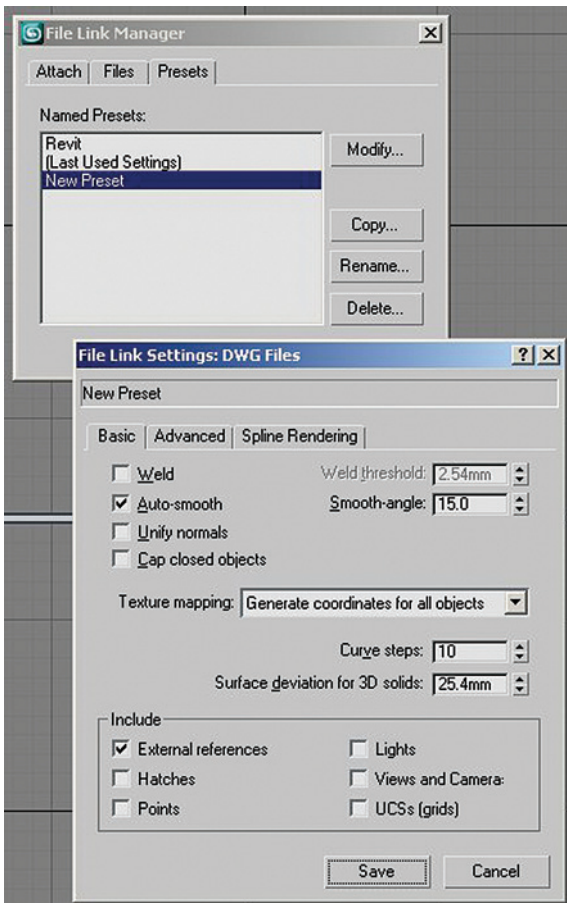 File Link Manager
Attach Files Presets
Named Presets:
Revit
(Last Used Settings)
New Preset
Modify...
Copy...
Rename...
Delete...
File Link Settings: DWG Files
New Preset
Basic Advanced Spline Rendering
Weld Weld threshold: 2.54mm
Auto-smooth Smooth-angle: 15.0
Unify normals
Cap closed objects
Texture mapping: Generate coordinates for all objects
Curve steps: 10
Surface deviation for 3D solids: 25.4mm
Include
External references Lights
Hatches Views and Camera:
Points UCSs (grids)
Save Cancel